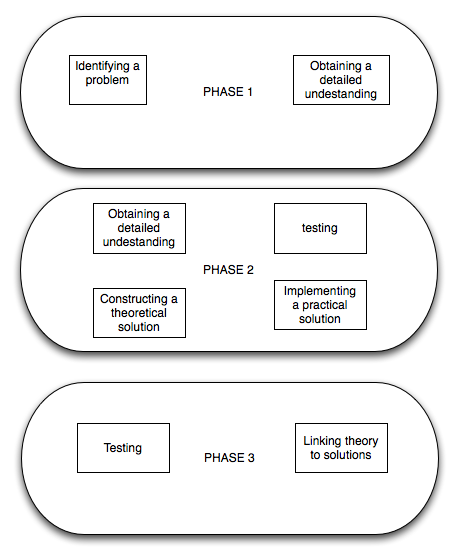 Identifying a
problem
PHASE 1
Obtaining a
detailed
undestanding
Obtaining a
detailed
undestanding
testing
PHASE 2
Constructing a
theoretical
solution
Implementing
a practical
solution
Testing
PHASE 3
Linking theory
to solutions